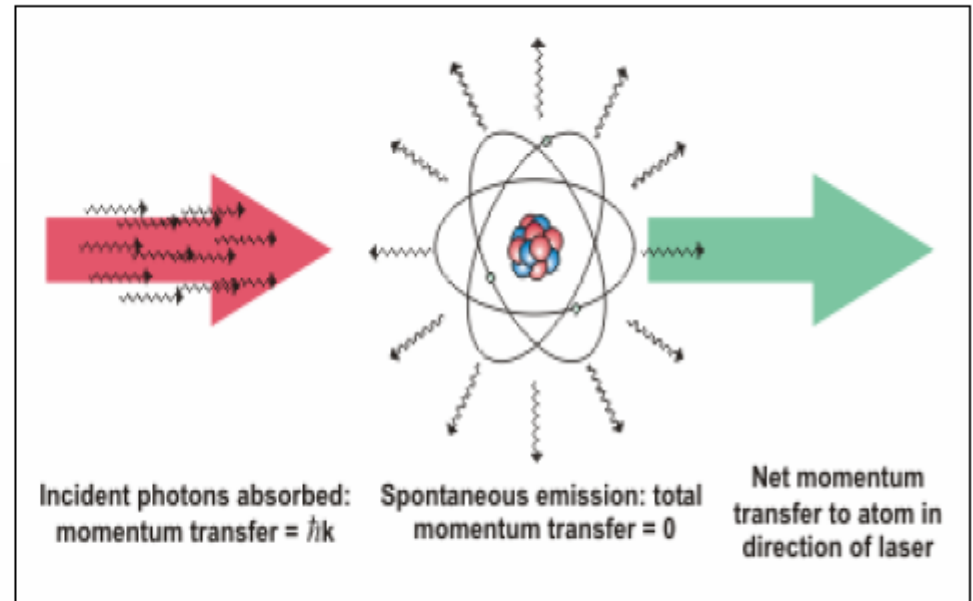 Incident photons absorbed:
momentum transfer = ℏk
Spontaneous emission: total
momentum transfer = 0
Net momentum
transfer to atom in
direction of laser